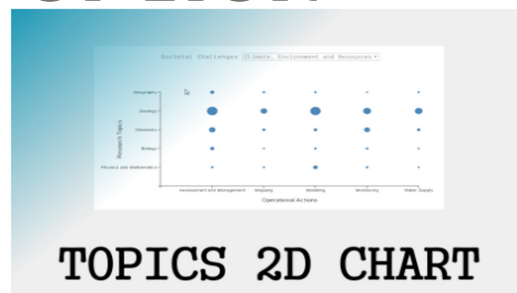 Societal Challenges Climate, Environment and Resources
Geography
Geology
Chemistry
Biology
Physics and Mathematics
Research Topics
Assessment and Management Mapping Modeling Monitoring Water Supply
Operational Actions
TOPICS 2D CHART